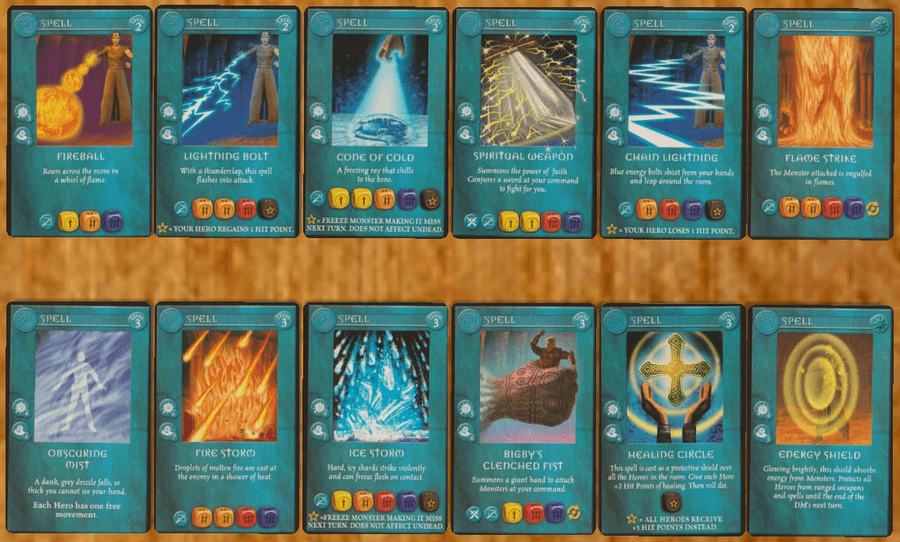 SPELL
LEVEL 2
FIREBALL
Roars across the room in
a whirl of flame.
SPELL
LEVEL 2
LIGHTNING BOLT
With a thunderclap, this spell
flashes into attack.
= YOUR HERO REGAINS 1 HIT POINT.
SPELL
LEVEL 2
CONE OF COLD
A freezing ray that chills
to the bone.
= FREEZE MONSTER MAKING IT MISS
NEXT TURN. DOES NOT AFFECT UNDEAD.
SPELL
LEVEL 2
SPIRITUAL WEAPON
Summons the power of faith.
Conjures a sword at your command
to fight for you.
SPELL
LEVEL 2
CHAIN LIGHTNING
Blue energy bolts shoot from your hands
and leap around the room.
= YOUR HERO LOSES 1 HIT POINT.
SPELL
FLAME STRIKE
The Monster attacked is engulfed
in flames.
SPELL
LEVEL 3
OBSCURING
MIST
A dank, grey drizzle falls, so
thick you cannot see your hand.
Each Hero has one free
movement.
SPELL
LEVEL 3
FIRE STORM
Droplets of molten fire are cast at
the enemy in a shower of heat.
SPELL
LEVEL 3
ICE STORM
Hard, icy shards strike violently
and can freeze flesh on contact.
=FREEZE MONSTER MAKING IT MISS
NEXT TURN. DOES NOT AFFECT UNDEAD.
SPELL
LEVEL 3
BIGBY'S
CLENCHED FIST
Summons a giant hand to attack
Monsters at your command.
SPELL
LEVEL 3
HEALING CIRCLE
This spell is cast as a protective shield over
all the Heroes in the room. Give each Hero
+2 Hit Points of healing. Then roll die.
= ALL HEROES RECEIVE
+3 HIT POINTS INSTEAD.
SPELL
ENERGY SHIELD
Glowing brightly, this shield absorbs
energy from Monsters. Protects all
Heroes from ranged weapons
and spells until the end of the
DM's next turn.